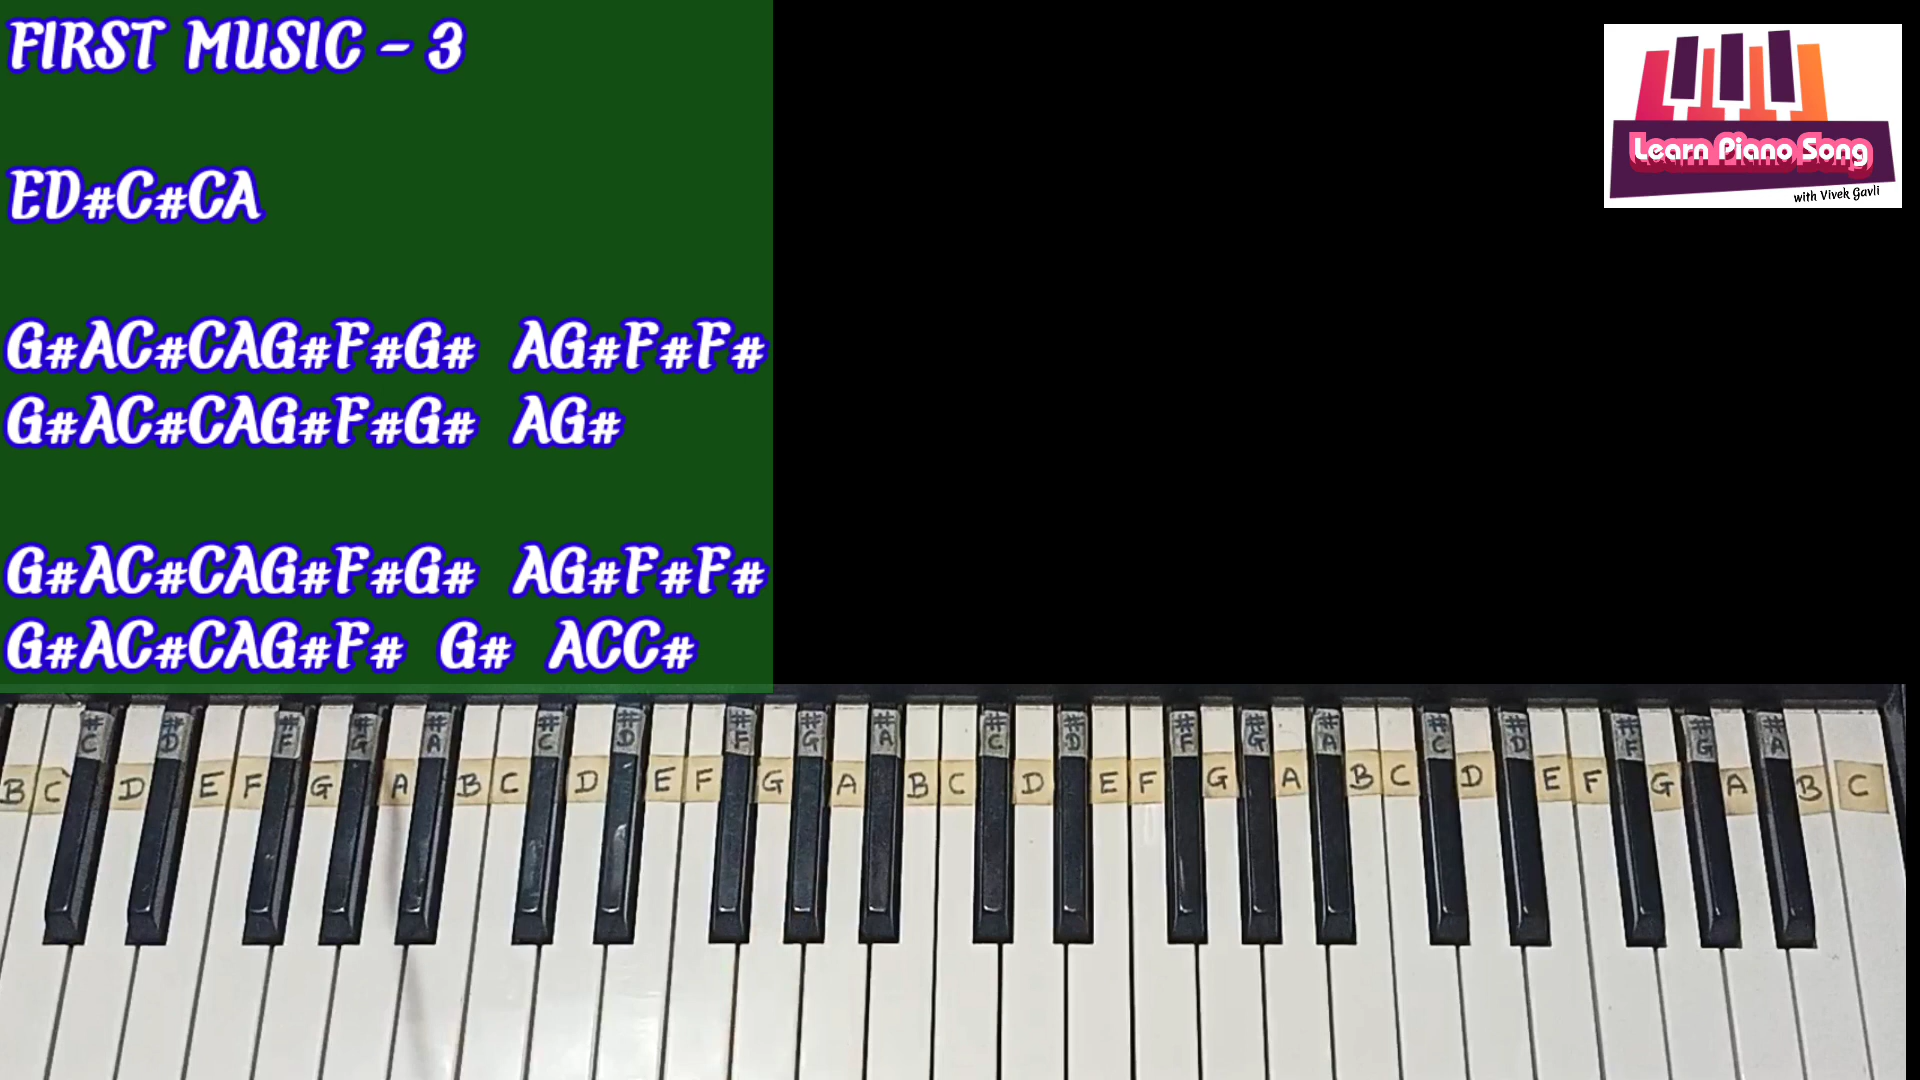 FIRST MUSIC - 3
ED#C#CA
G#AC#CAG#F#G# AG#F#F#
G#AC#CAG#F#G# AG#
G#AC#CAG#F#G# AG#F#F#
G#AC#CAG#F# G# ACC#
Learn Piano Song
with Vivek Gavli
#C #D #F #G #A #C #D #F #G #A #C #D #F #G #A #C #D #F #G #A
B C D E F G A B C D E F G A B C D E F G A B C D E F G A B C